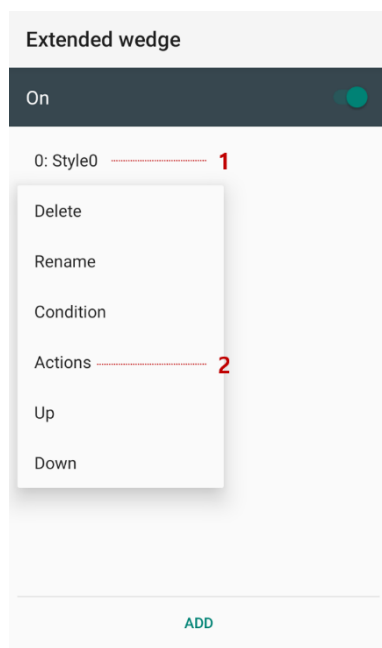 Extended wedge
On
0: Style0 1
Delete
Rename
Condition
Actions 2
Up
Down
ADD